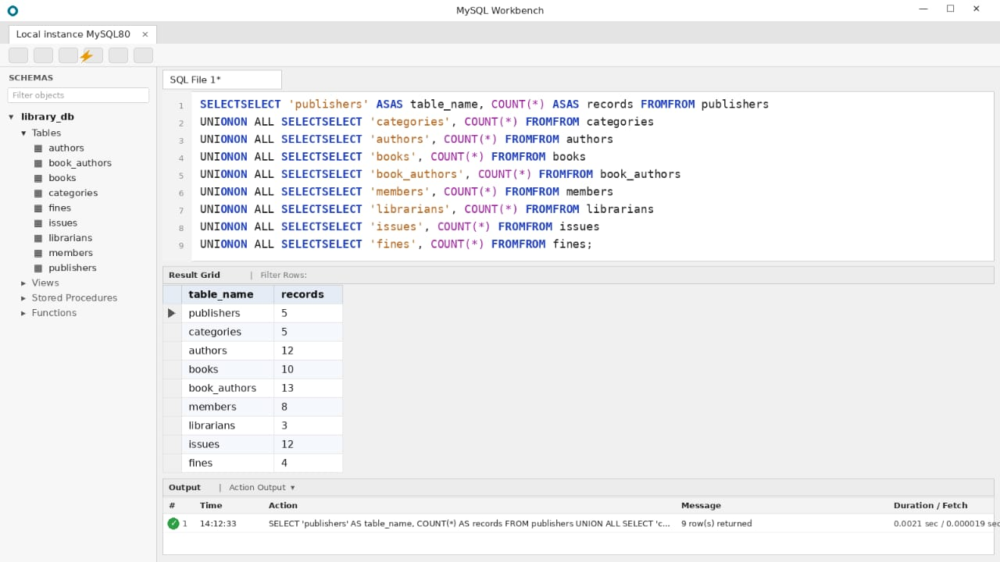 MySQL Workbench
Local instance MySQL80 ×
SCHEMAS
Filter objects
library_db
Tables
authors
book_authors
books
categories
fines
issues
librarians
members
publishers
Views
Stored Procedures
Functions
SQL File 1*
1 SELECTSELECT 'publishers' ASAS table_name, COUNT(*) ASAS records FROMFROM publishers
2 UNIONON ALL SELECTSELECT 'categories', COUNT(*) FROMFROM categories
3 UNIONON ALL SELECTSELECT 'authors', COUNT(*) FROMFROM authors
4 UNIONON ALL SELECTSELECT 'books', COUNT(*) FROMFROM books
5 UNIONON ALL SELECTSELECT 'book_authors', COUNT(*) FROMFROM book_authors
6 UNIONON ALL SELECTSELECT 'members', COUNT(*) FROMFROM members
7 UNIONON ALL SELECTSELECT 'librarians', COUNT(*) FROMFROM librarians
8 UNIONON ALL SELECTSELECT 'issues', COUNT(*) FROMFROM issues
9 UNIONON ALL SELECTSELECT 'fines', COUNT(*) FROMFROM fines;
Result Grid | Filter Rows:
table_name records
publishers 5
categories 5
authors 12
books 10
book_authors 13
members 8
librarians 3
issues 12
fines 4
Output | Action Output
# Time Action Message Duration / Fetch
1 14:12:33 SELECT 'publishers' AS table_name, COUNT(*) AS records FROM publishers UNION ALL SELECT 'c... 9 row(s) returned 0.0021 sec / 0.000019 sec